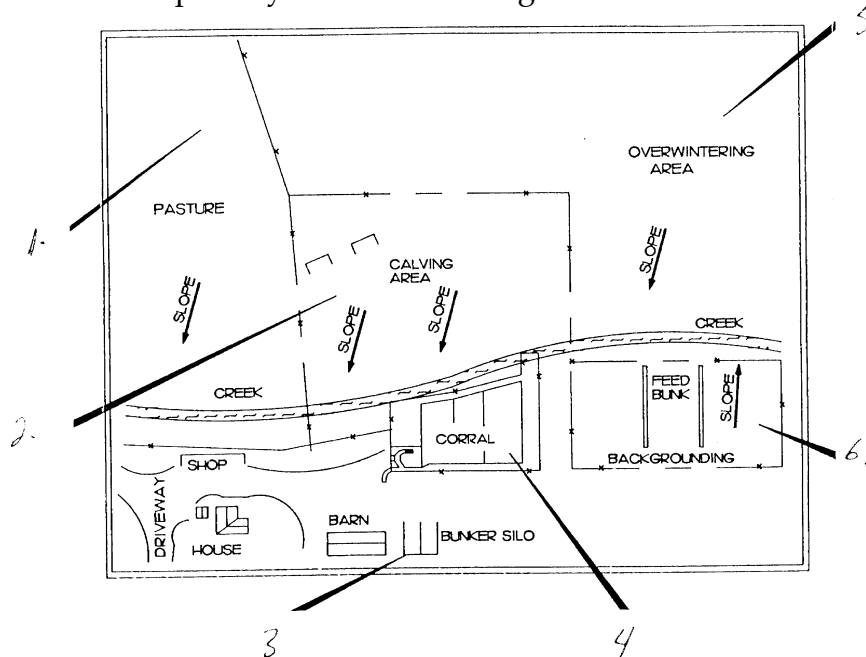 5
OVERWINTERING
AREA
PASTURE
1.
CALVING
AREA
SLOPE
SLOPE
SLOPE
SLOPE
CREEK
CREEK
2.
FEED
BUNK
SLOPE
CORRAL
6.
BACKGROUNDING
SHOP
DRIVEWAY
HOUSE
BARN
BUNKER SILO
3
4